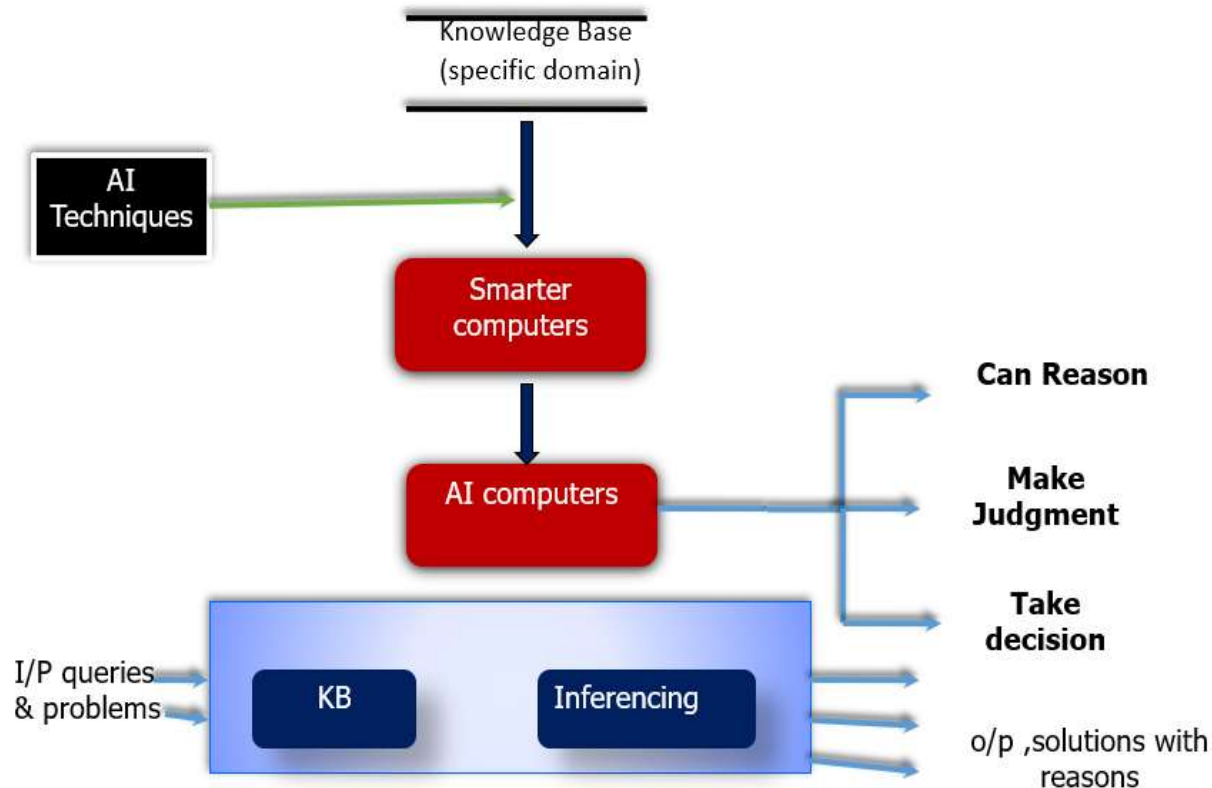 Knowledge Base
(specific domain)
AI
Techniques
Smarter
computers
Can Reason
AI computers
Make
Judgment
Take
decision
I/P queries
& problems
KB
Inferencing
o/p ,solutions with
reasons